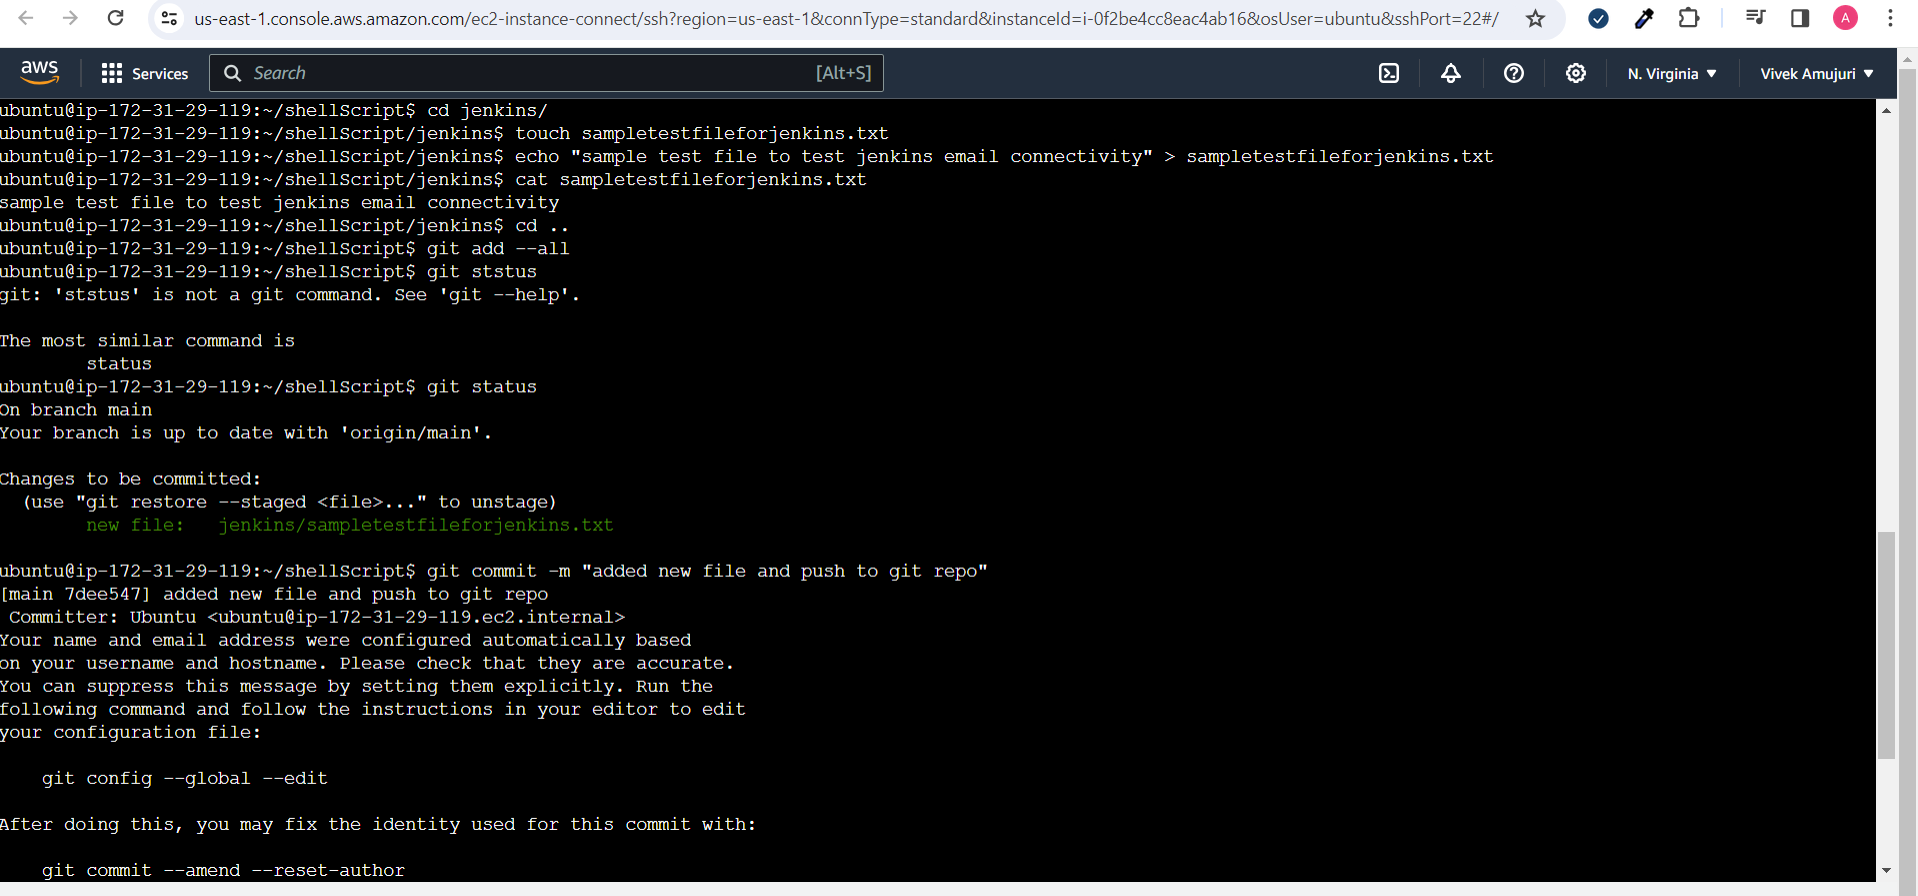 us-east-1.console.aws.amazon.com/ec2-instance-connect/ssh?region=us-east-1&connType=standard&instanceId=i-0f2be4cc8eac4ab16&osUser=ubuntu&sshPort=22#/
A
aws
Services
Search
[Alt+S]
N. Virginia
Vivek Amujuri
ubuntu@ip-172-31-29-119:~/shellScript$ cd jenkins/
ubuntu@ip-172-31-29-119:~/shellScript/jenkins$ touch sampletestfileforjenkins.txt
ubuntu@ip-172-31-29-119:~/shellScript/jenkins$ echo "sample test file to test jenkins email connectivity" > sampletestfileforjenkins.txt
ubuntu@ip-172-31-29-119:~/shellScript/jenkins$ cat sampletestfileforjenkins.txt
sample test file to test jenkins email connectivity
ubuntu@ip-172-31-29-119:~/shellScript/jenkins$ cd ..
ubuntu@ip-172-31-29-119:~/shellScript$ git add --all
ubuntu@ip-172-31-29-119:~/shellScript$ git ststus
git: 'ststus' is not a git command. See 'git --help'.
The most similar command is
status
ubuntu@ip-172-31-29-119:~/shellScript$ git status
On branch main
Your branch is up to date with 'origin/main'.
Changes to be committed:
(use "git restore --staged <file>..." to unstage)
new file:   jenkins/sampletestfileforjenkins.txt
ubuntu@ip-172-31-29-119:~/shellScript$ git commit -m "added new file and push to git repo"
[main 7dee547] added new file and push to git repo
Committer: Ubuntu <ubuntu@ip-172-31-29-119.ec2.internal>
Your name and email address were configured automatically based
on your username and hostname. Please check that they are accurate.
You can suppress this message by setting them explicitly. Run the
following command and follow the instructions in your editor to edit
your configuration file:
git config --global --edit
After doing this, you may fix the identity used for this commit with:
git commit --amend --reset-author